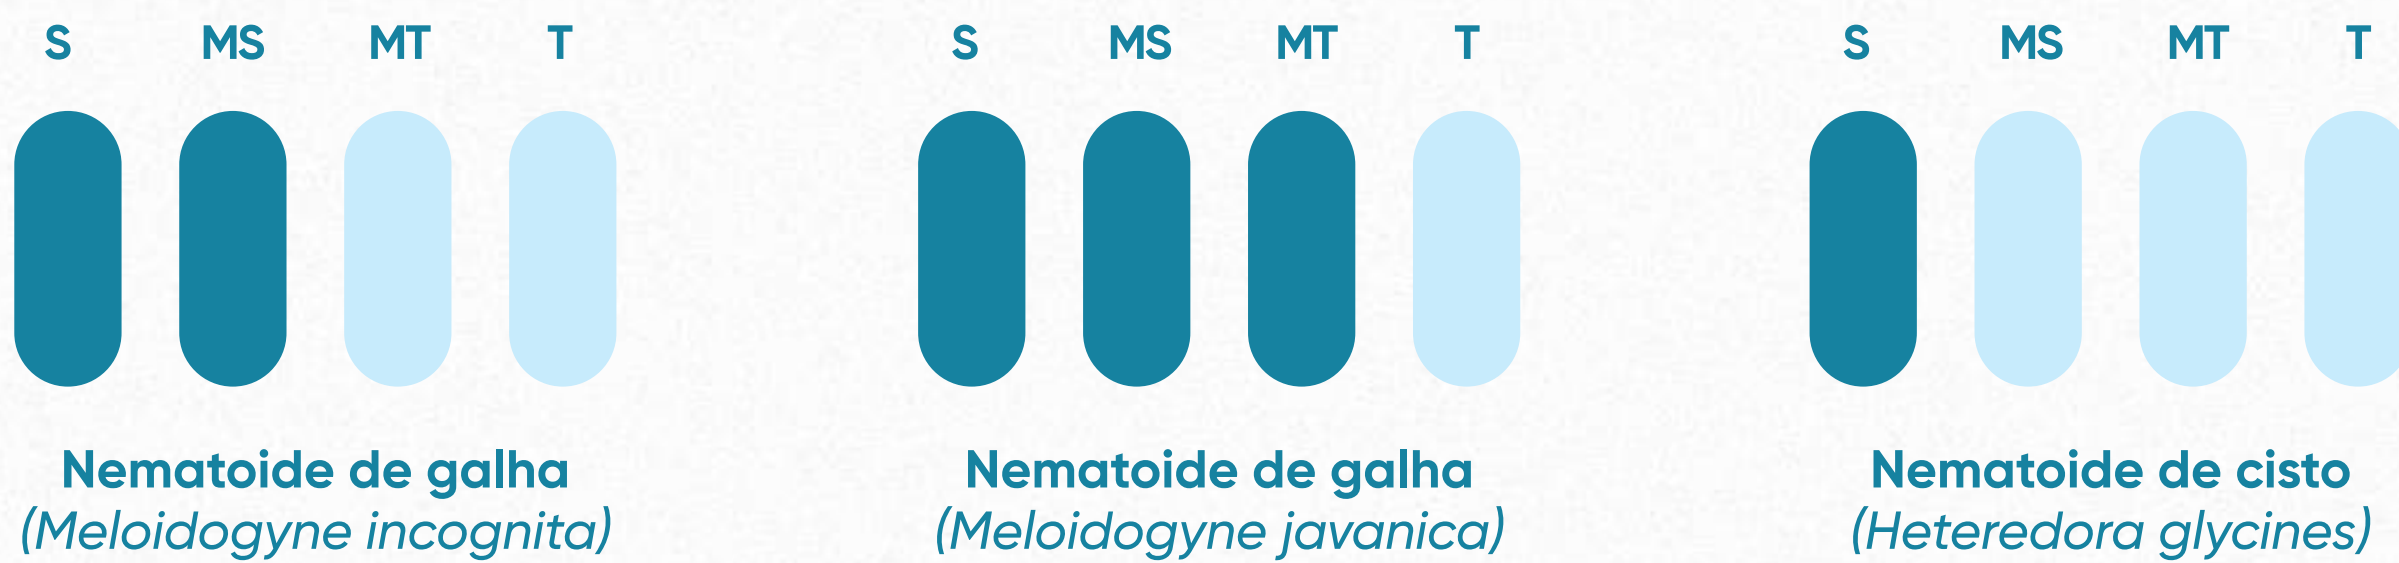 S MS MT T
Nematoide de galha
(Meloidogyne incognita)
S MS MT T
Nematoide de galha
(Meloidogyne javanica)
S MS MT T
Nematoide de cisto
(Heteredora glycines)